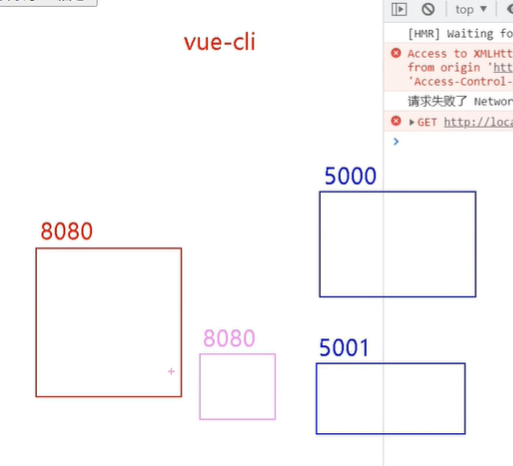 vue-cli
top
[HMR] Waiting fo
Access to XMLHtt
from origin 'htt
'Access-Control-
请求失败了 Networ
GET http://loca
5000
8080
8080
5001